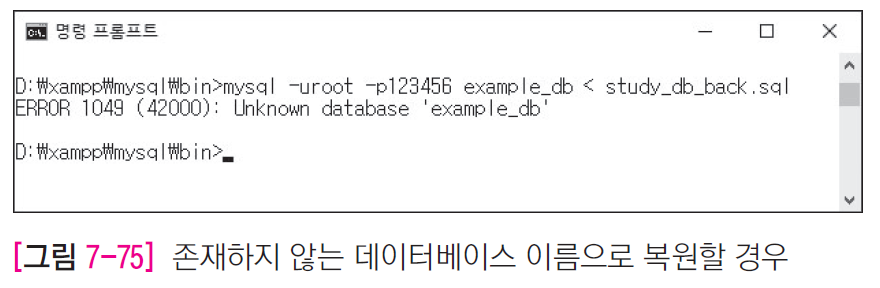 명령 프롬프트
D:₩xampp₩mysql₩bin>mysql -uroot -p123456 example_db < study_db_back.sql
ERROR 1049 (42000): Unknown database 'example_db'
D:₩xampp₩mysql₩bin>_
[그림 7-75] 존재하지 않는 데이터베이스 이름으로 복원할 경우